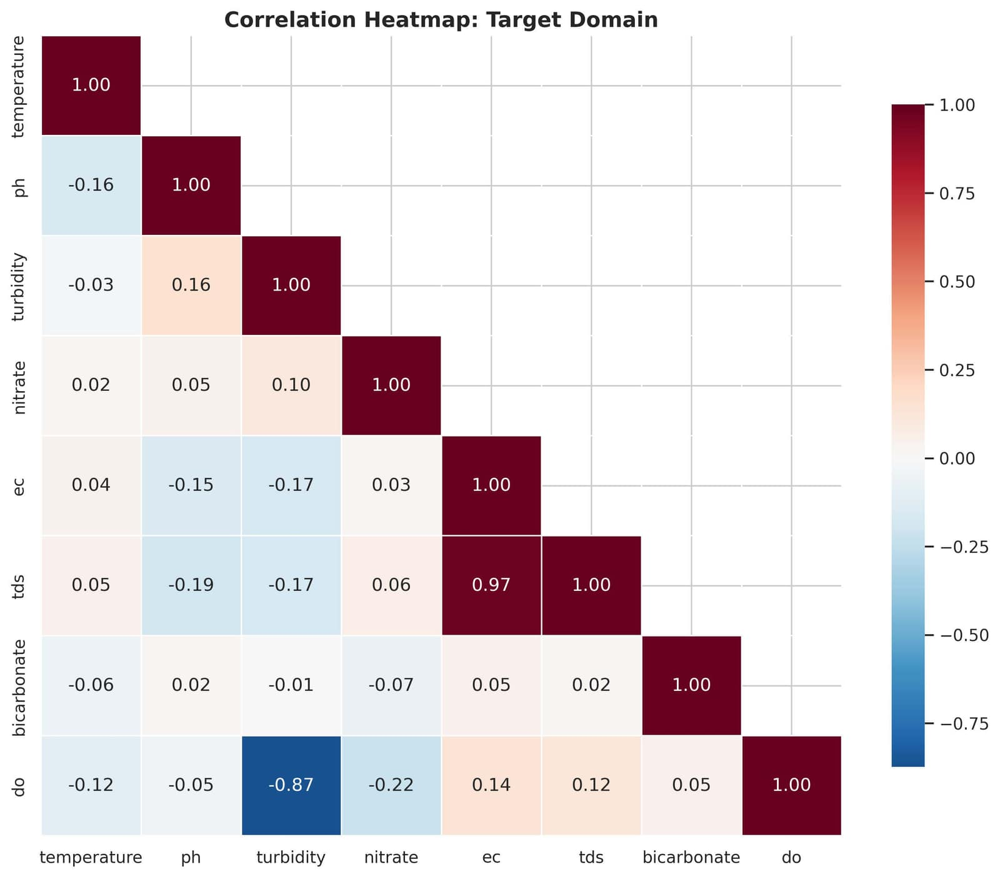 Correlation Heatmap: Target Domain
temperature
1.00
ph
-0.16 1.00
turbidity
-0.03 0.16 1.00
nitrate
0.02 0.05 0.10 1.00
ec
0.04 -0.15 -0.17 0.03 1.00
tds
0.05 -0.19 -0.17 0.06 0.97 1.00
bicarbonate
-0.06 0.02 -0.01 -0.07 0.05 0.02 1.00
do
-0.12 -0.05 -0.87 -0.22 0.14 0.12 0.05 1.00
temperature ph turbidity nitrate ec tds bicarbonate do
1.00
0.75
0.50
0.25
0.00
−0.25
−0.50
−0.75